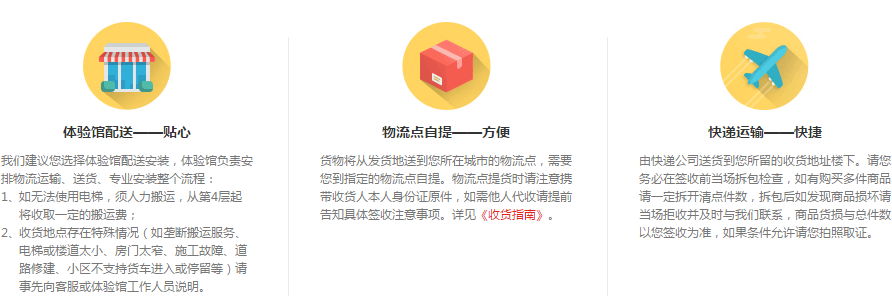 体验馆配送——贴心
我们建议您选择体验馆配送安装，体验馆负责安
排物流运输、送货、专业安装整个流程：
1、如无法使用电梯，须人力搬运，从第4层起
将收取一定的搬运费；
2、收货地点存在特殊情况（如垄断搬运服务、
电梯或楼道太小、房门太窄、施工故障、道
路修建、小区不支持货车进入或停留等）请
事先向客服或体验馆工作人员说明。
物流点自提——方便
货物将从发货地送到您所在城市的物流点，需要
您到指定的物流点自提。物流点提货时请注意携
带收货人本人身份证原件，如需他人代收请提前
告知具体签收注意事项。详见《收货指南》。
快递运输——快捷
由快递公司送货到您所留的收货地址楼下。请您
务必在签收前当场拆包检查，如有购买多件商品
请一定拆开清点件数，拆包后如发现商品损坏请
当场拒收并及时与我们联系，商品货损与总件数
以您签收为准，如果条件允许请您拍照取证。